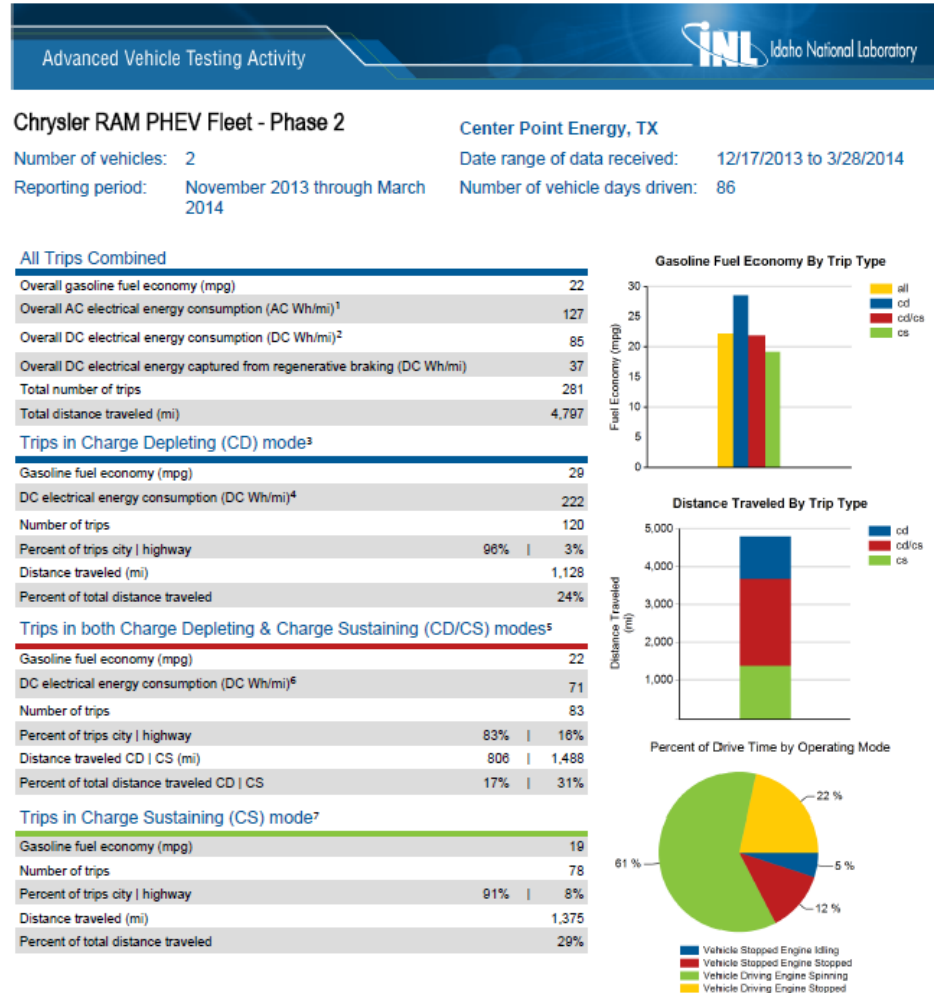 Advanced Vehicle Testing Activity
INL Idaho National Laboratory
Chrysler RAM PHEV Fleet - Phase 2
Number of vehicles: 2
Reporting period: November 2013 through March
2014
Center Point Energy, TX
Date range of data received: 12/17/2013 to 3/28/2014
Number of vehicle days driven: 86
All Trips Combined
Overall gasoline fuel economy (mpg) 22
Overall AC electrical energy consumption (AC Wh/mi)¹ 127
Overall DC electrical energy consumption (DC Wh/mi)² 85
Overall DC electrical energy captured from regenerative braking (DC Wh/mi) 37
Total number of trips 281
Total distance traveled (mi) 4,797
Trips in Charge Depleting (CD) mode³
Gasoline fuel economy (mpg) 29
DC electrical energy consumption (DC Wh/mi)⁴ 222
Number of trips 120
Percent of trips city | highway 96% | 3%
Distance traveled (mi) 1,128
Percent of total distance traveled 24%
Trips in both Charge Depleting & Charge Sustaining (CD/CS) modes⁵
Gasoline fuel economy (mpg) 22
DC electrical energy consumption (DC Wh/mi)⁶ 71
Number of trips 83
Percent of trips city | highway 83% | 16%
Distance traveled CD | CS (mi) 806 | 1,488
Percent of total distance traveled CD | CS 17% | 31%
Trips in Charge Sustaining (CS) mode⁷
Gasoline fuel economy (mpg) 19
Number of trips 78
Percent of trips city | highway 91% | 8%
Distance traveled (mi) 1,375
Percent of total distance traveled 29%
Gasoline Fuel Economy By Trip Type
Fuel Economy (mpg)
30
25
20
15
10
5
0
all
cd
cd/cs
cs
Distance Traveled By Trip Type
Distance Traveled
(mi)
5,000
4,000
3,000
2,000
1,000
cd
cd/cs
cs
Percent of Drive Time by Operating Mode
22 %
61 %
5 %
12 %
Vehicle Stopped Engine Idling
Vehicle Stopped Engine Stopped
Vehicle Driving Engine Spinning
Vehicle Driving Engine Stopped